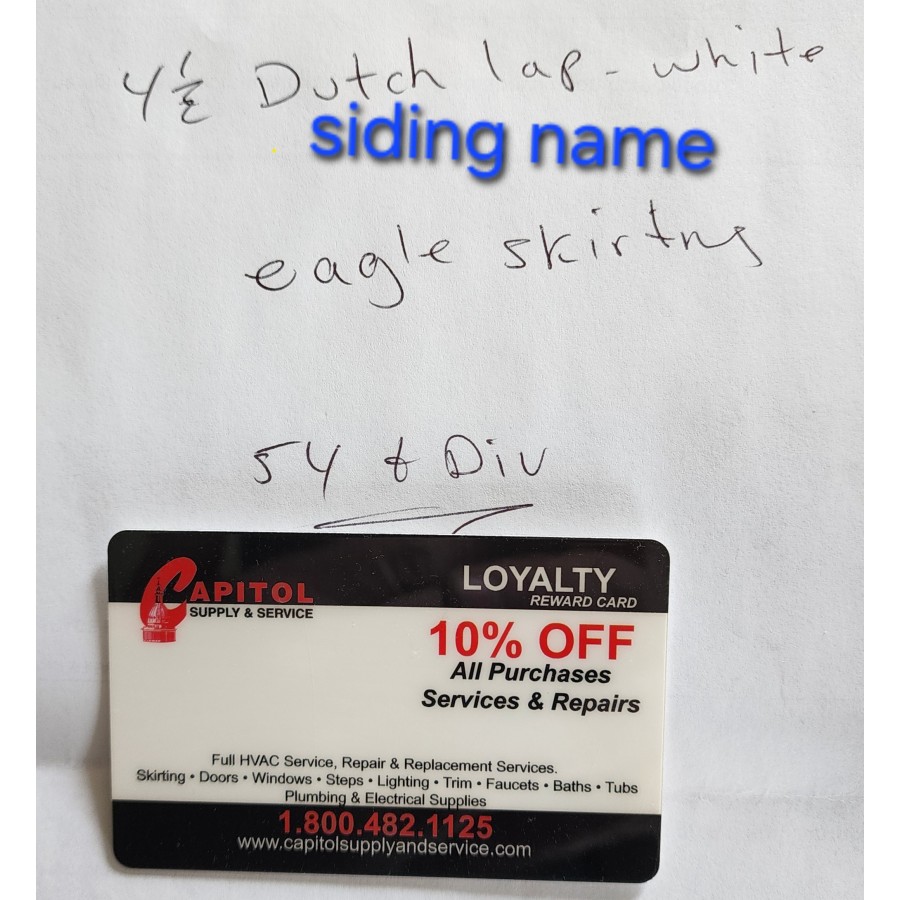 4 1/2 Dutch lap - white
siding name
eagle skirting
54 & Div
CAPITOL
SUPPLY & SERVICE
LOYALTY
REWARD CARD
10% OFF
All Purchases
Services & Repairs
Full HVAC Service, Repair & Replacement Services.
Skirting • Doors • Windows • Steps • Lighting • Trim • Faucets • Baths • Tubs
Plumbing & Electrical Supplies
1.800.482.1125
www.capitolsupplyandservice.com